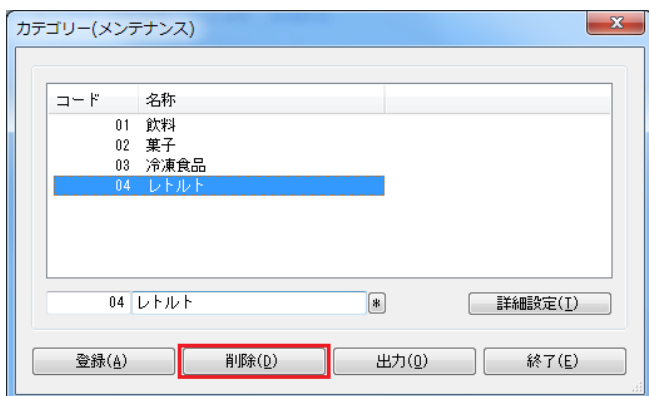 カテゴリー(メンテナンス)
コード 名称
01 飲料
02 菓子
03 冷凍食品
04 レトルト
04 レトルト * 詳細設定(I)
登録(A) 削除(D) 出力(O) 終了(E)